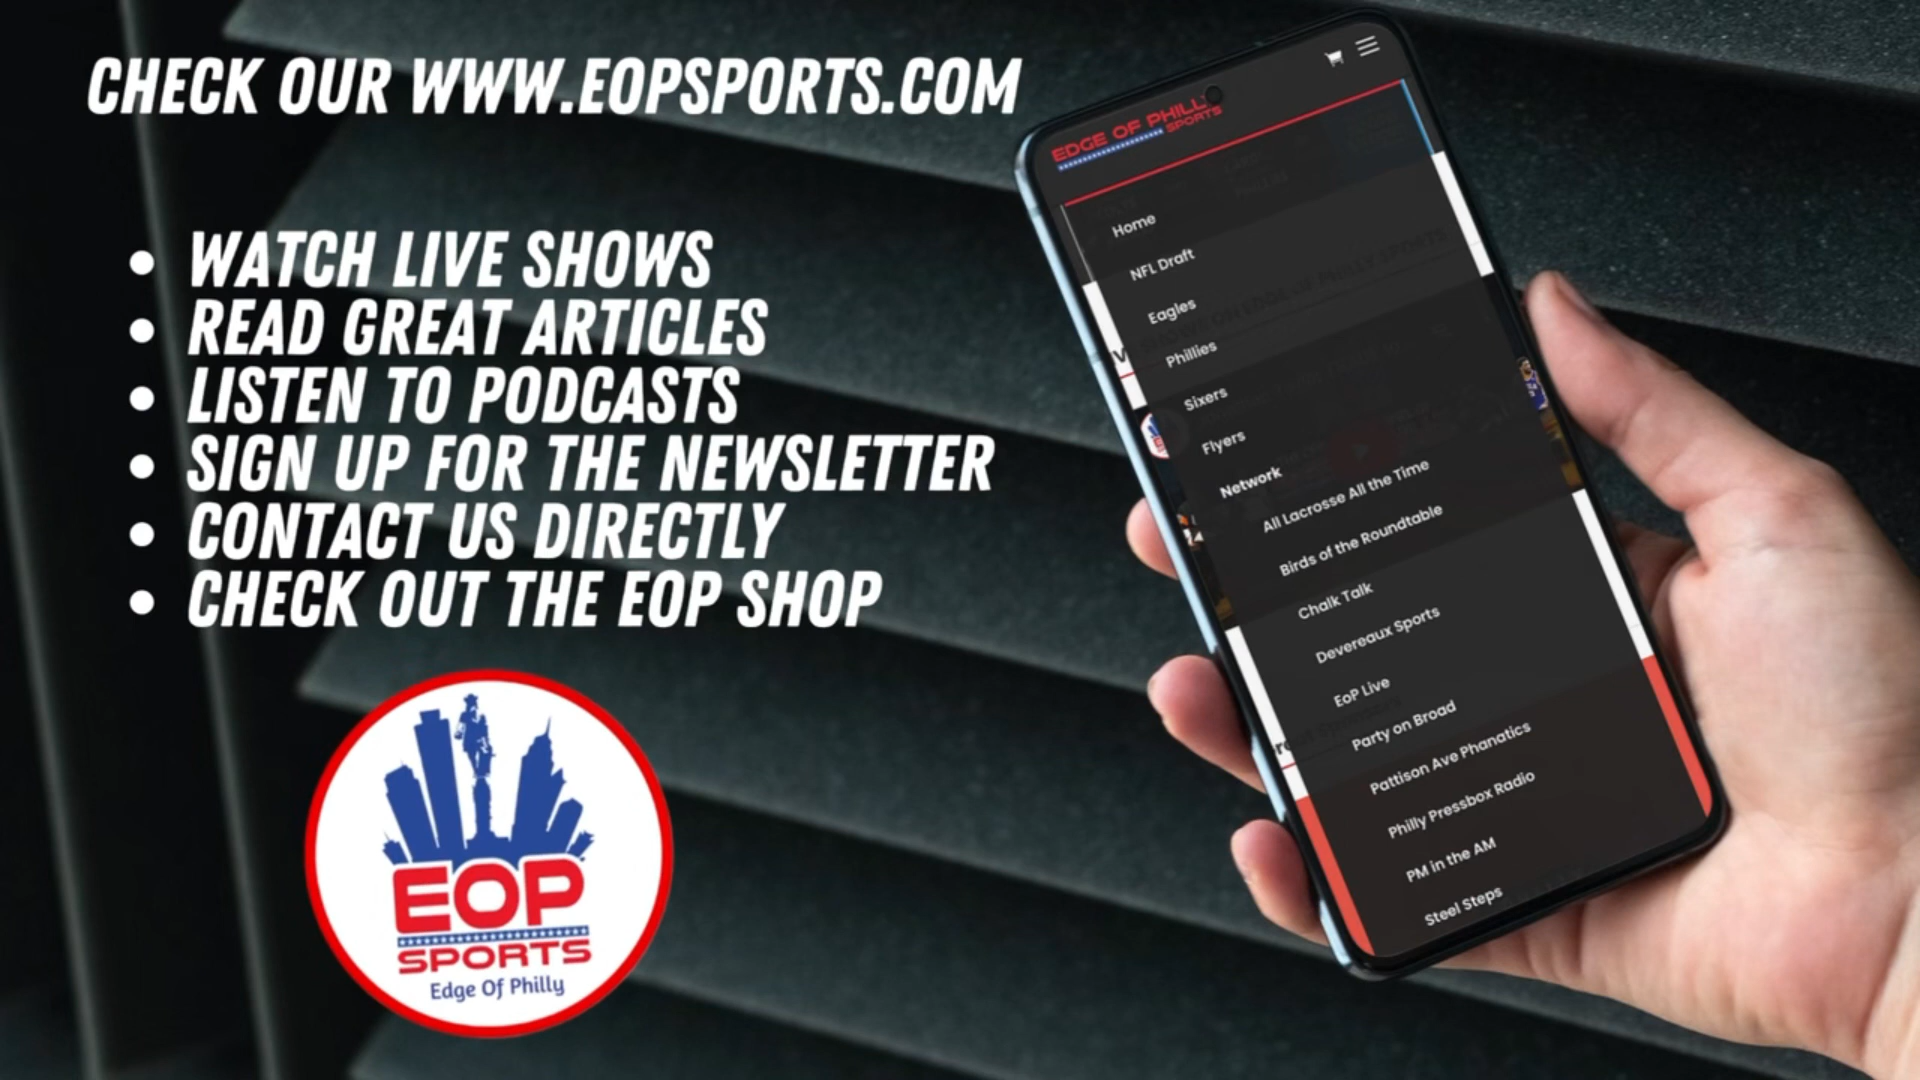 CHECK OUR WWW.EOPSPORTS.COM
WATCH LIVE SHOWS
READ GREAT ARTICLES
LISTEN TO PODCASTS
SIGN UP FOR THE NEWSLETTER
CONTACT US DIRECTLY
CHECK OUT THE EOP SHOP
EOP
SPORTS
Edge Of Philly
EDGE OF PHILLY
SPORTS
Home
NFL Draft
Eagles
Phillies
Sixers
Flyers
Network
All Lacrosse All the Time
Birds of the Roundtable
Chalk Talk
Devereaux Sports
EoP Live
Party on Broad
Pattison Ave Phanatics
Philly Pressbox Radio
PM in the AM
Steel Steps